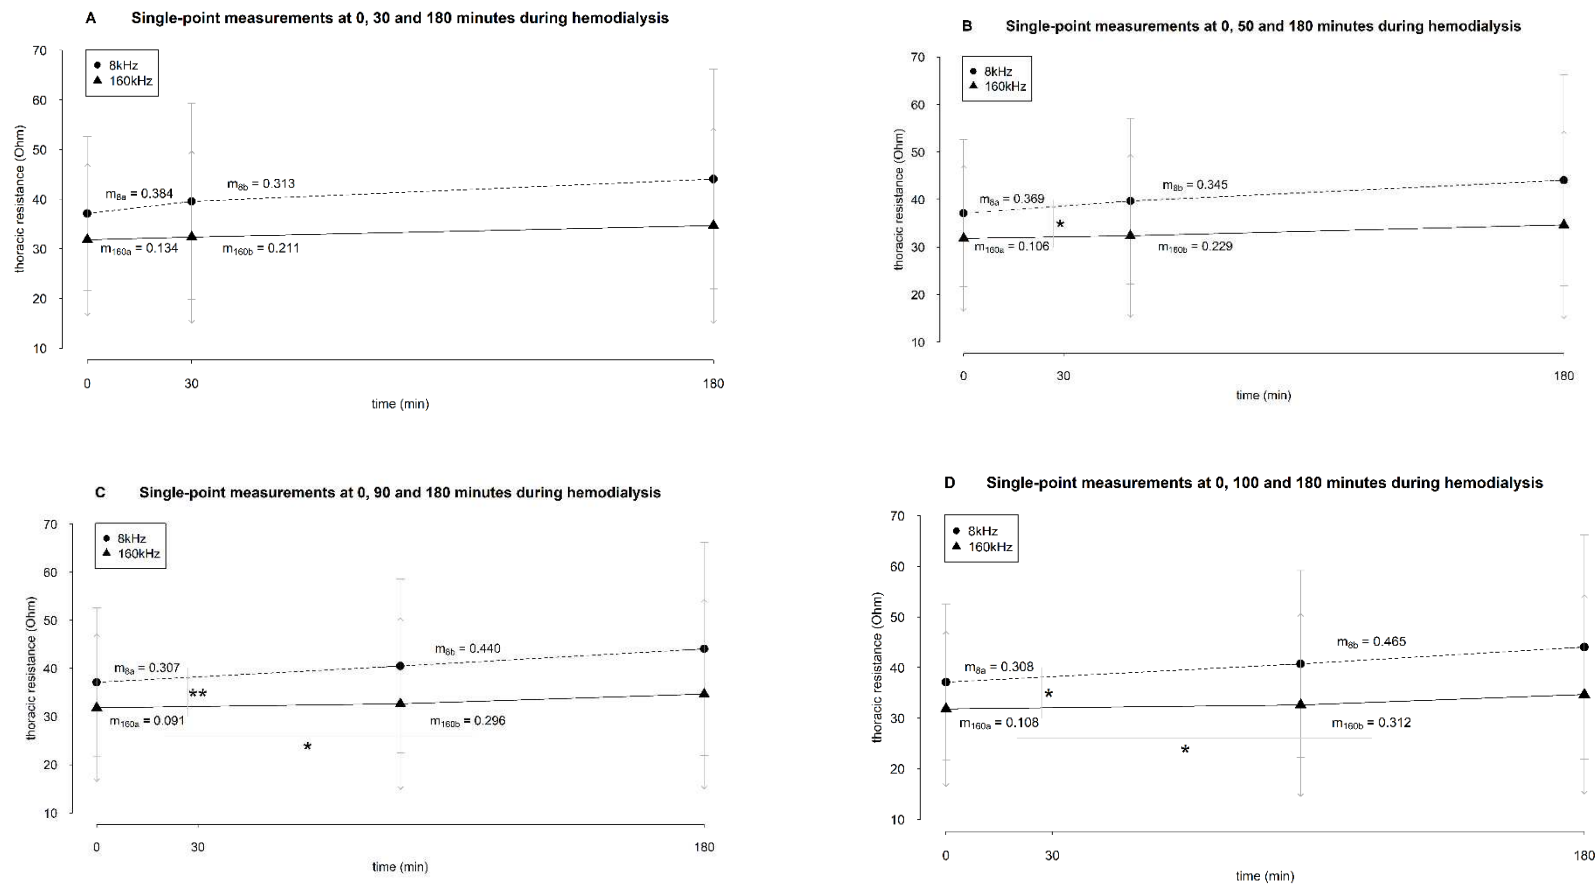 A Single-point measurements at 0, 30 and 180 minutes during hemodialysis
70
60
50
40
30
20
10
thoracic resistance (Ohm)
8kHz
160kHz
m8a = 0.384
m8b = 0.313
m160a = 0.134
m160b = 0.211
0 30 180
time (min)
B Single-point measurements at 0, 50 and 180 minutes during hemodialysis
70
60
50
40
30
20
10
thoracic resistance (Ohm)
8kHz
160kHz
m8a = 0.369
m8b = 0.345
*
m160a = 0.106
m160b = 0.229
0 30 180
time (min)
C Single-point measurements at 0, 90 and 180 minutes during hemodialysis
70
60
50
40
30
20
10
thoracic resistance (Ohm)
8kHz
160kHz
m8a = 0.307
m8b = 0.440
**
m160a = 0.091
m160b = 0.296
*
0 30 180
time (min)
D Single-point measurements at 0, 100 and 180 minutes during hemodialysis
70
60
50
40
30
20
10
thoracic resistance (Ohm)
8kHz
160kHz
m8a = 0.308
m8b = 0.465
*
m160a = 0.108
m160b = 0.312
*
0 30 180
time (min)